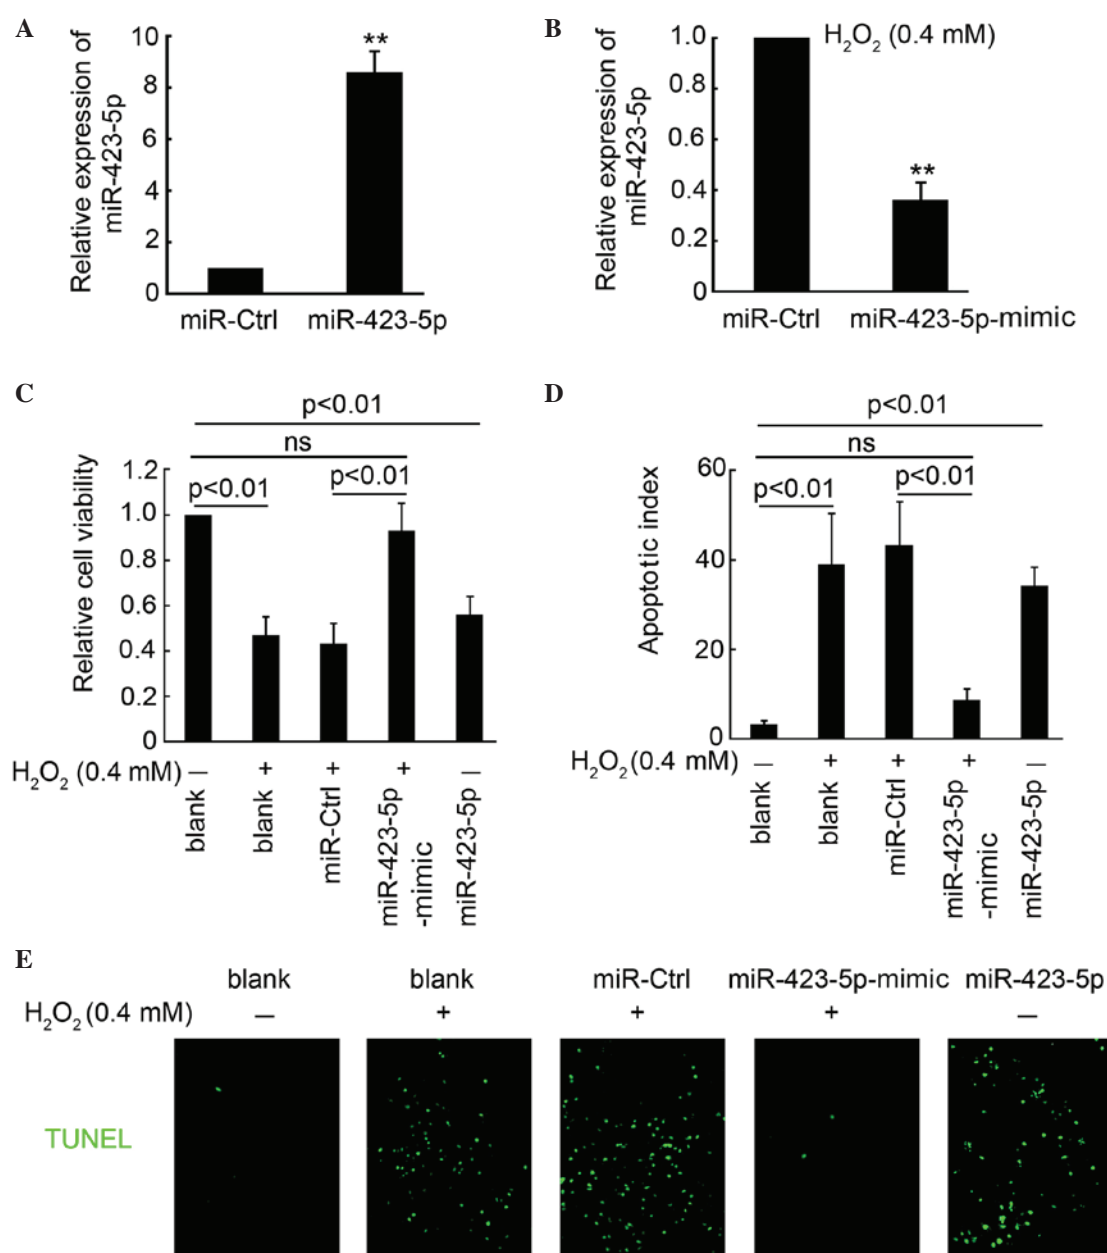 A
Relative expression of
miR-423-5p
10
8
6
4
2
0
**
miR-Ctrl
miR-423-5p
B
Relative expression of
miR-423-5p
1.0
0.8
0.6
0.4
0.2
0
H2O2 (0.4 mM)
**
miR-Ctrl
miR-423-5p-mimic
C
p<0.01
ns
p<0.01
p<0.01
Relative cell viability
1.2
1.0
0.8
0.6
0.4
0.2
0
H2O2 (0.4 mM) – + + + –
blank
blank
miR-Ctrl
miR-423-5p
-mimic
miR-423-5p
D
p<0.01
ns
p<0.01
p<0.01
Apoptotic index
60
40
20
0
H2O2 (0.4 mM) – + + + –
blank
blank
miR-Ctrl
miR-423-5p
-mimic
miR-423-5p
E
blank blank miR-Ctrl miR-423-5p-mimic miR-423-5p
H2O2 (0.4 mM) – + + + –
TUNEL